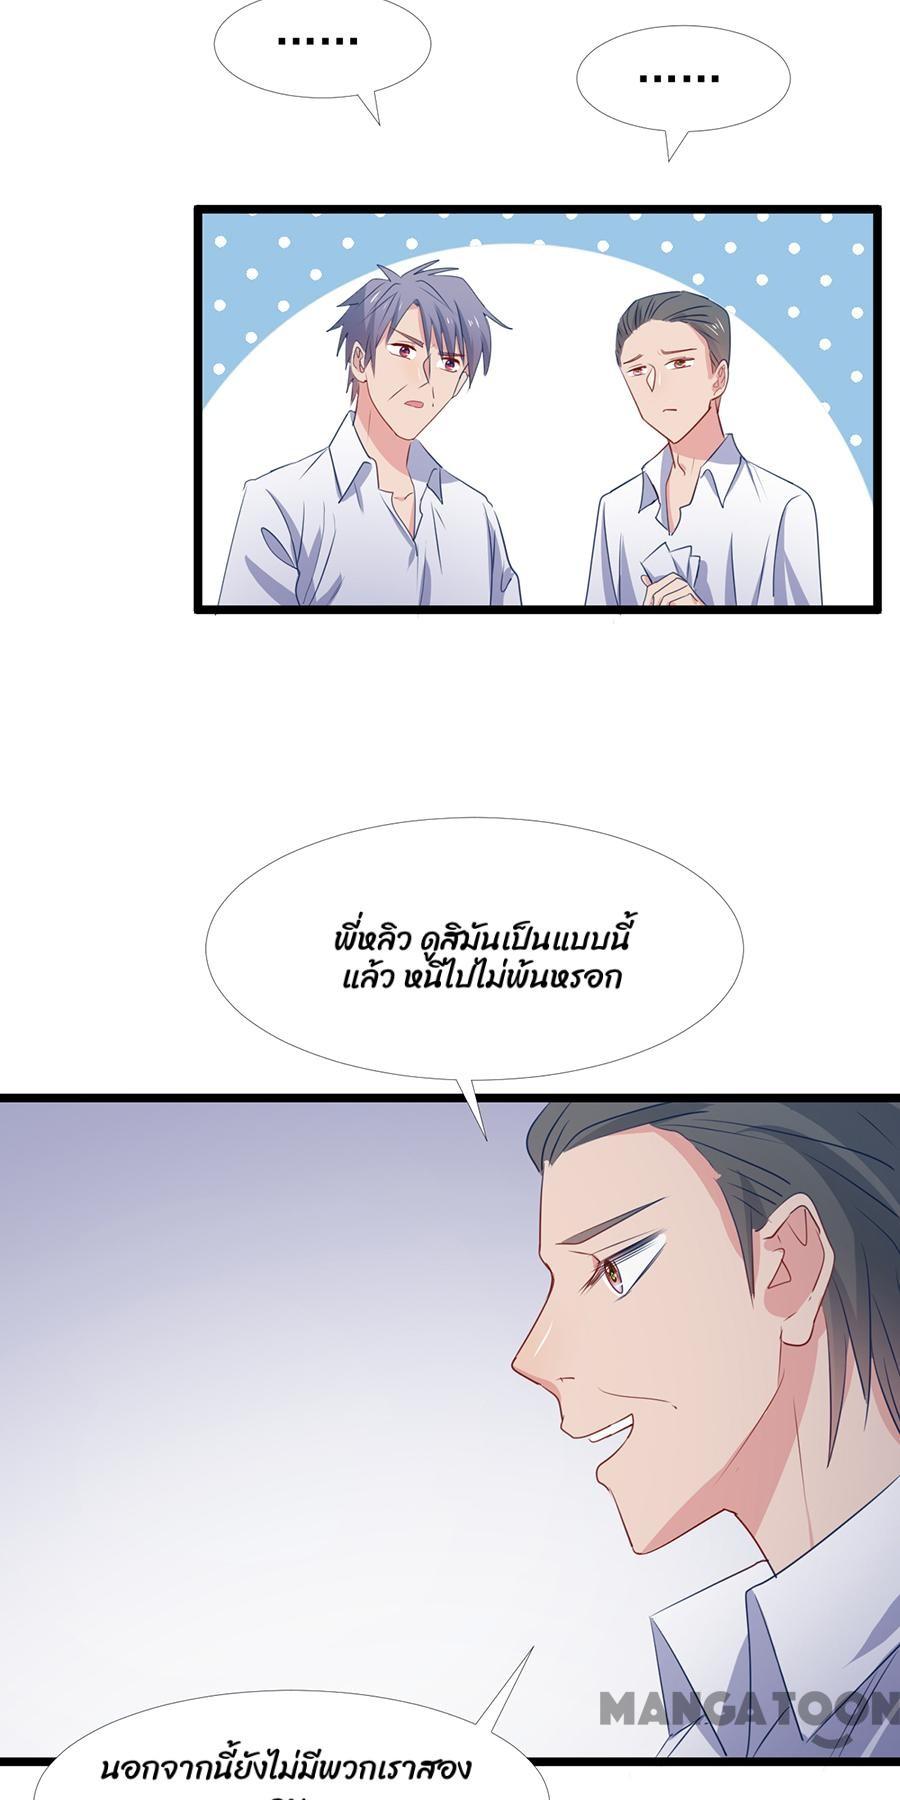 ......
......
พี่หลิว ดูสิมันเป็นแบบนี้
แล้ว หนีไปไม่พ้นหรอก
MANGATOON
นอกจากนี้ยังไม่มีพวกเราสอง